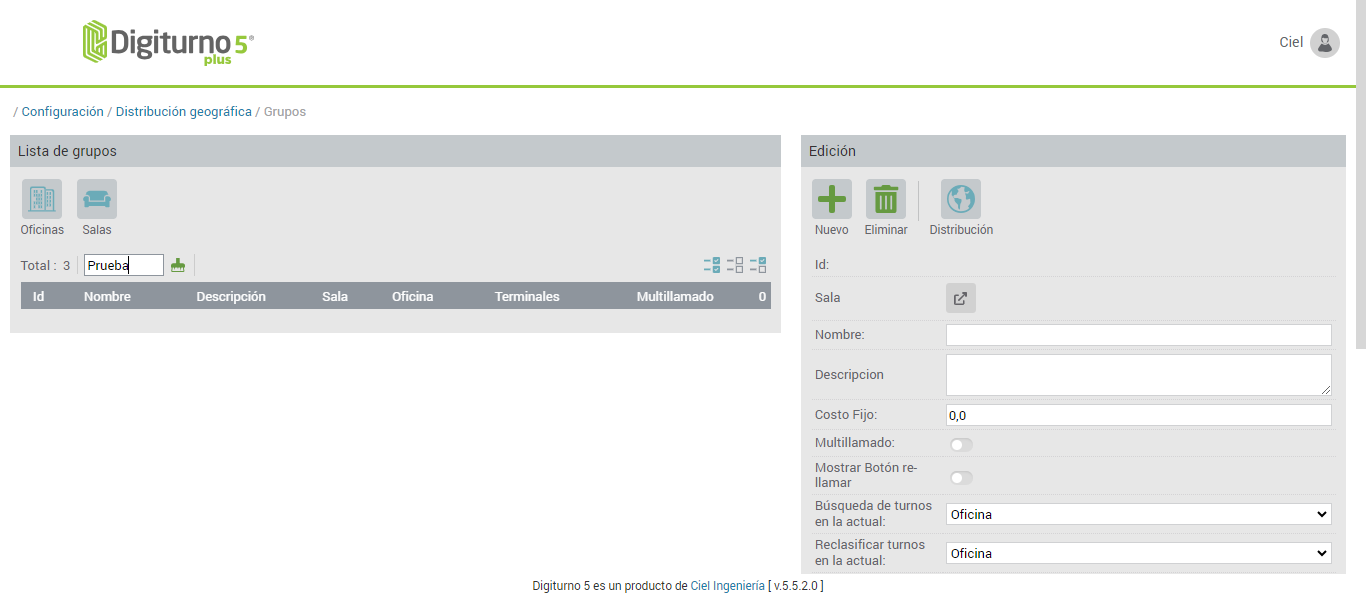 Digiturno 5®
plus
Ciel
/ Configuración / Distribución geográfica / Grupos
Lista de grupos
Oficinas
Salas
Total : 3
Prueba
Id Nombre Descripción Sala Oficina Terminales Multillamado 0
Edición
Nuevo
Eliminar
Distribución
Id:
Sala
Nombre:
Descripcion
Costo Fijo:
0,0
Multillamado:
Mostrar Botón re-
llamar
Búsqueda de turnos
en la actual:
Oficina
Reclasificar turnos
en la actual:
Oficina
Digiturno 5 es un producto de Ciel Ingeniería [ v.5.5.2.0 ]